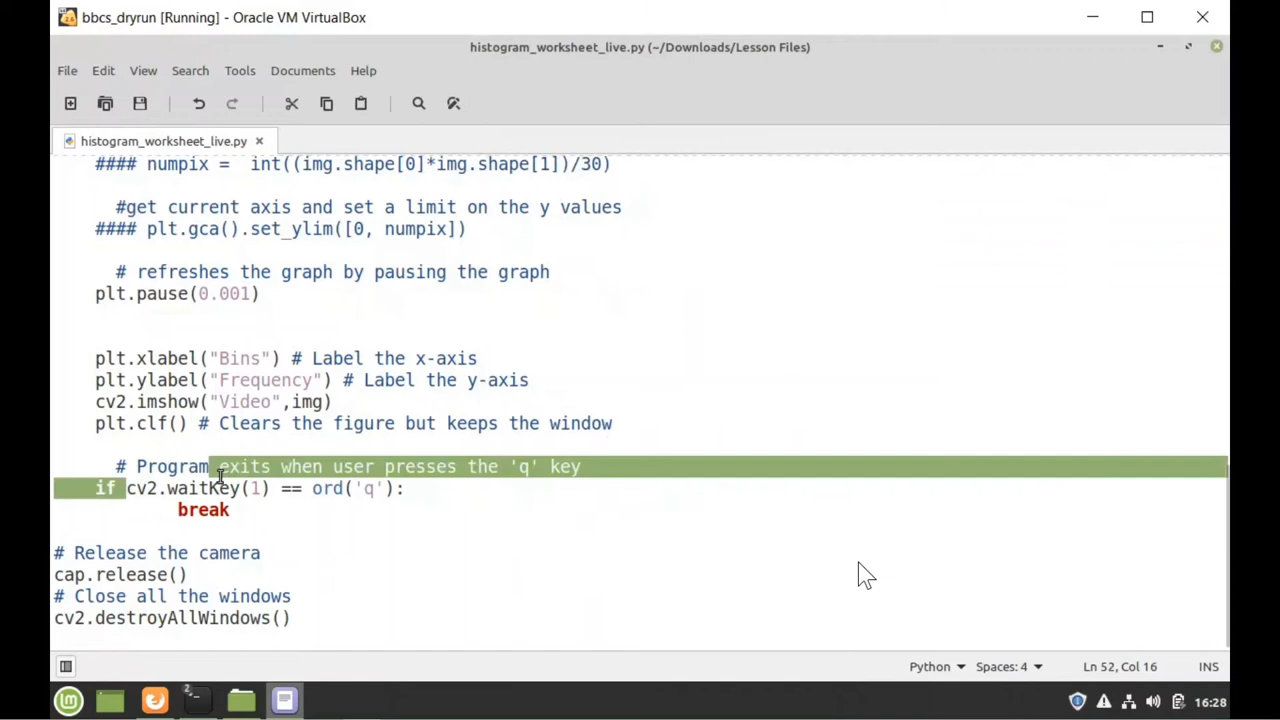 bbcs_dryrun [Running] - Oracle VM VirtualBox
histogram_worksheet_live.py (~/Downloads/Lesson Files)
File Edit View Search Tools Documents Help
histogram_worksheet_live.py
#### numpix =  int((img.shape[0]*img.shape[1])/30)
#get current axis and set a limit on the y values
#### plt.gca().set_ylim([0, numpix])
# refreshes the graph by pausing the graph
plt.pause(0.001)
plt.xlabel("Bins") # Label the x-axis
plt.ylabel("Frequency") # Label the y-axis
cv2.imshow("Video",img)
plt.clf() # Clears the figure but keeps the window
# Program exits when user presses the 'q' key
if cv2.waitKey(1) == ord('q'):
break
# Release the camera
cap.release()
# Close all the windows
cv2.destroyAllWindows()
Python Spaces: 4 Ln 52, Col 16 INS
16:28